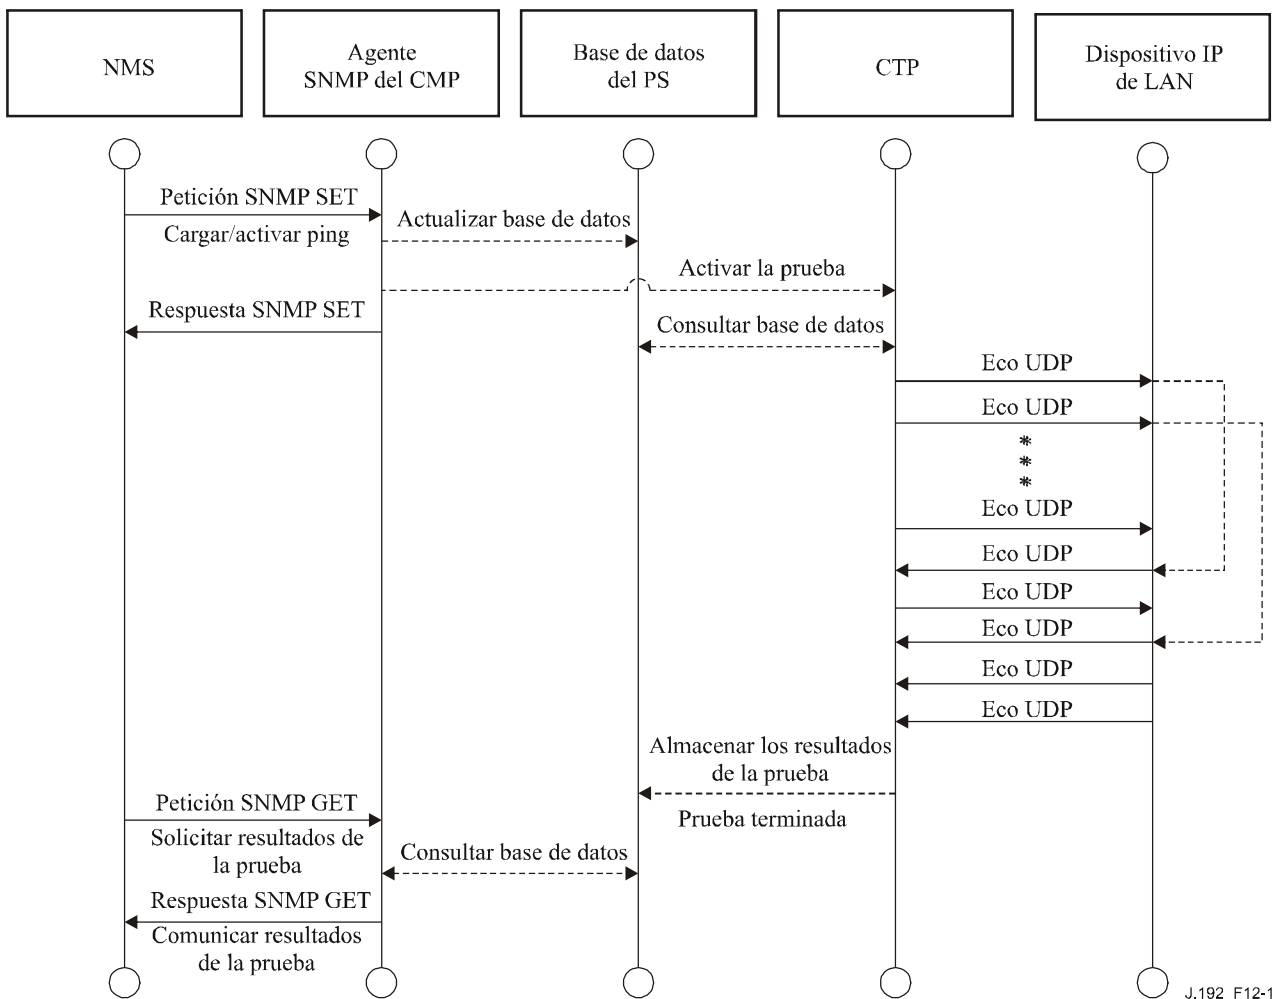 NMS
Agente
SNMP del CMP
Base de datos
del PS
CTP
Dispositivo IP
de LAN
Petición SNMP SET
Cargar/activar ping
Actualizar base de datos
Activar la prueba
Respuesta SNMP SET
Consultar base de datos
Eco UDP
Eco UDP
*
*
*
Eco UDP
Eco UDP
Eco UDP
Eco UDP
Eco UDP
Eco UDP
Almacenar los resultados
de la prueba
Prueba terminada
Petición SNMP GET
Solicitar resultados de
la prueba
Consultar base de datos
Respuesta SNMP GET
Comunicar resultados
de la prueba
J.192_F12-1